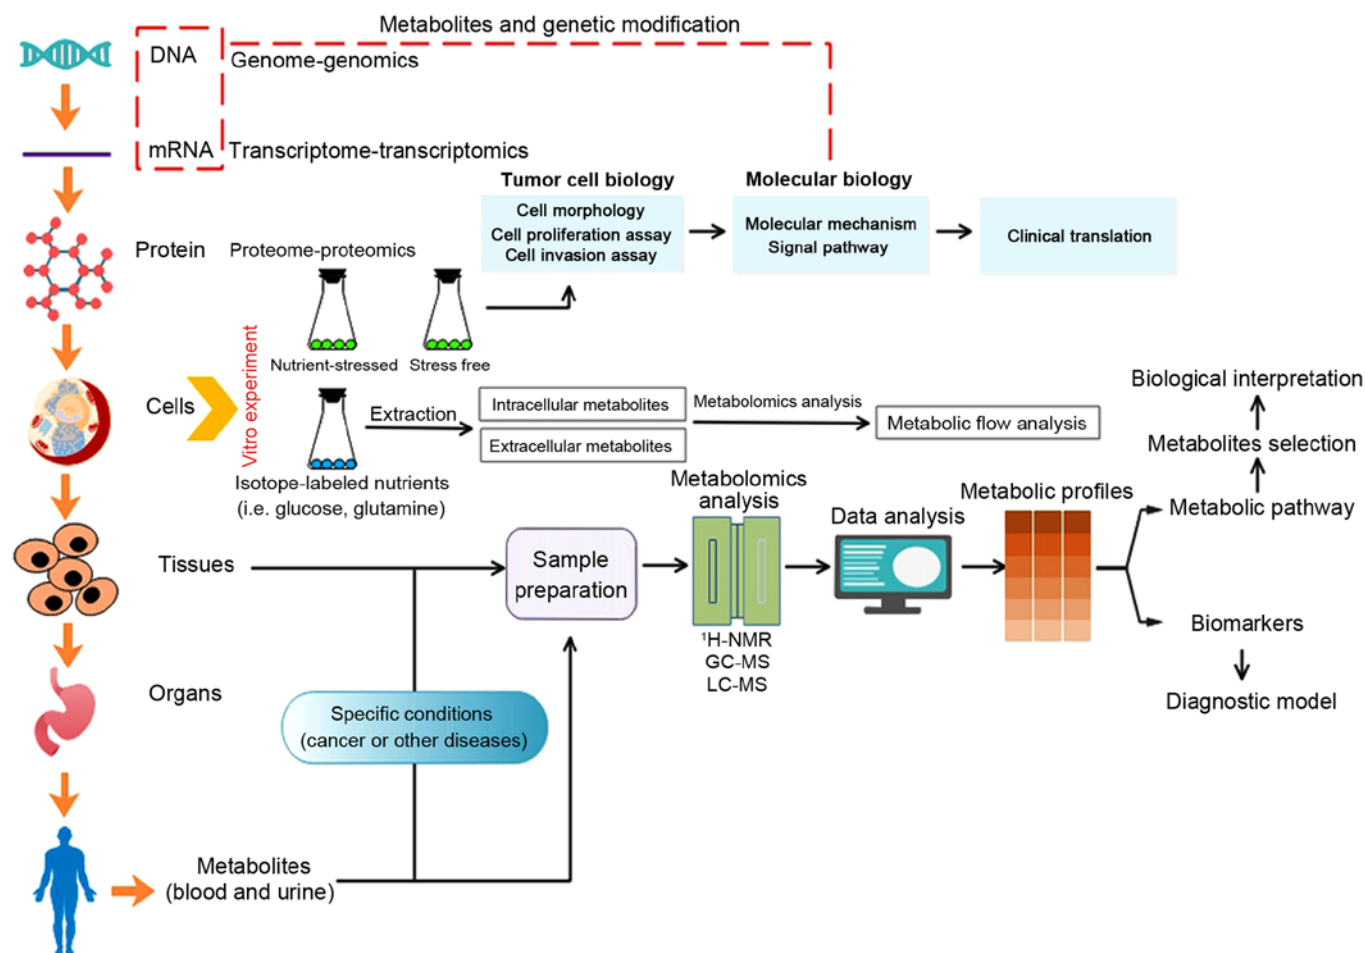 Metabolites and genetic modification
DNA
Genome-genomics
mRNA
Transcriptome-transcriptomics
Tumor cell biology
Cell morphology
Cell proliferation assay
Cell invasion assay
Molecular biology
Molecular mechanism
Signal pathway
Clinical translation
Protein
Proteome-proteomics
Nutrient-stressed
Stress free
Cells
Vitro experiment
Extraction
Intracellular metabolites
Extracellular metabolites
Metabolomics analysis
Metabolic flow analysis
Isotope-labeled nutrients
(i.e. glucose, glutamine)
Biological interpretation
Metabolites selection
Metabolic pathway
Tissues
Sample
preparation
Metabolomics
analysis
¹H-NMR
GC-MS
LC-MS
Data analysis
Metabolic profiles
Biomarkers
Diagnostic model
Organs
Specific conditions
(cancer or other diseases)
Metabolites
(blood and urine)